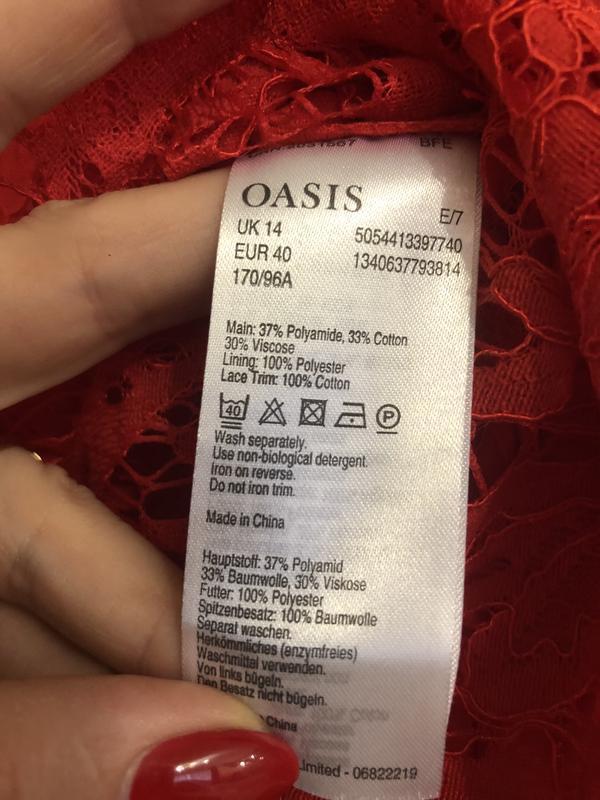 BFE
OASIS
E/7
UK 14
5054413397740
EUR 40
1340637793814
170/96A
Main: 37% Polyamide, 33% Cotton
30% Viscose
Lining: 100% Polyester
Lace Trim: 100% Cotton
40
P
Wash separately.
Use non-biological detergent.
Iron on reverse.
Do not iron trim.
Made in China
Hauptstoff: 37% Polyamid
33% Baumwolle, 30% Viskose
Futter: 100% Polyester
Spitzenbesatz: 100% Baumwolle
Separat waschen.
Herkömmliches (enzymfreies)
Waschmittel verwenden.
Von links bügeln.
Den Besatz nicht bügeln.
China
Limited - 06822219